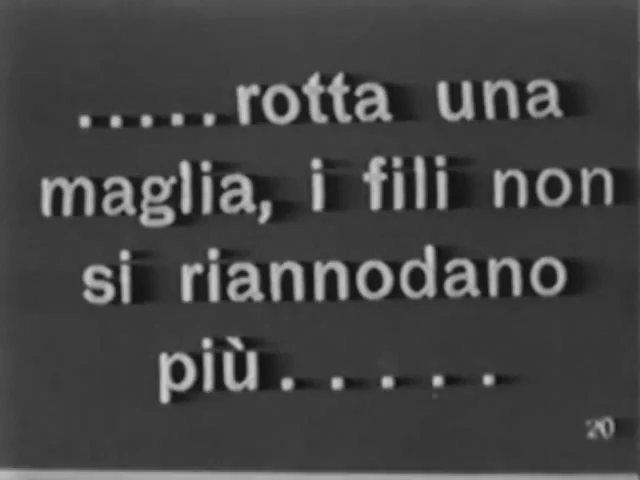 .....rotta una
maglia, i fili non
si riannodano
più.....
20